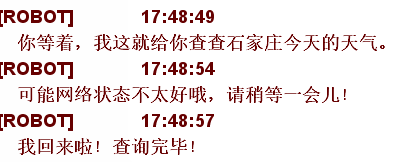 [ROBOT] 17:48:49
你等着，我这就给你查查石家庄今天的天气。
[ROBOT] 17:48:54
可能网络状态不太好哦，请稍等一会儿！
[ROBOT] 17:48:57
我回来啦！查询完毕！